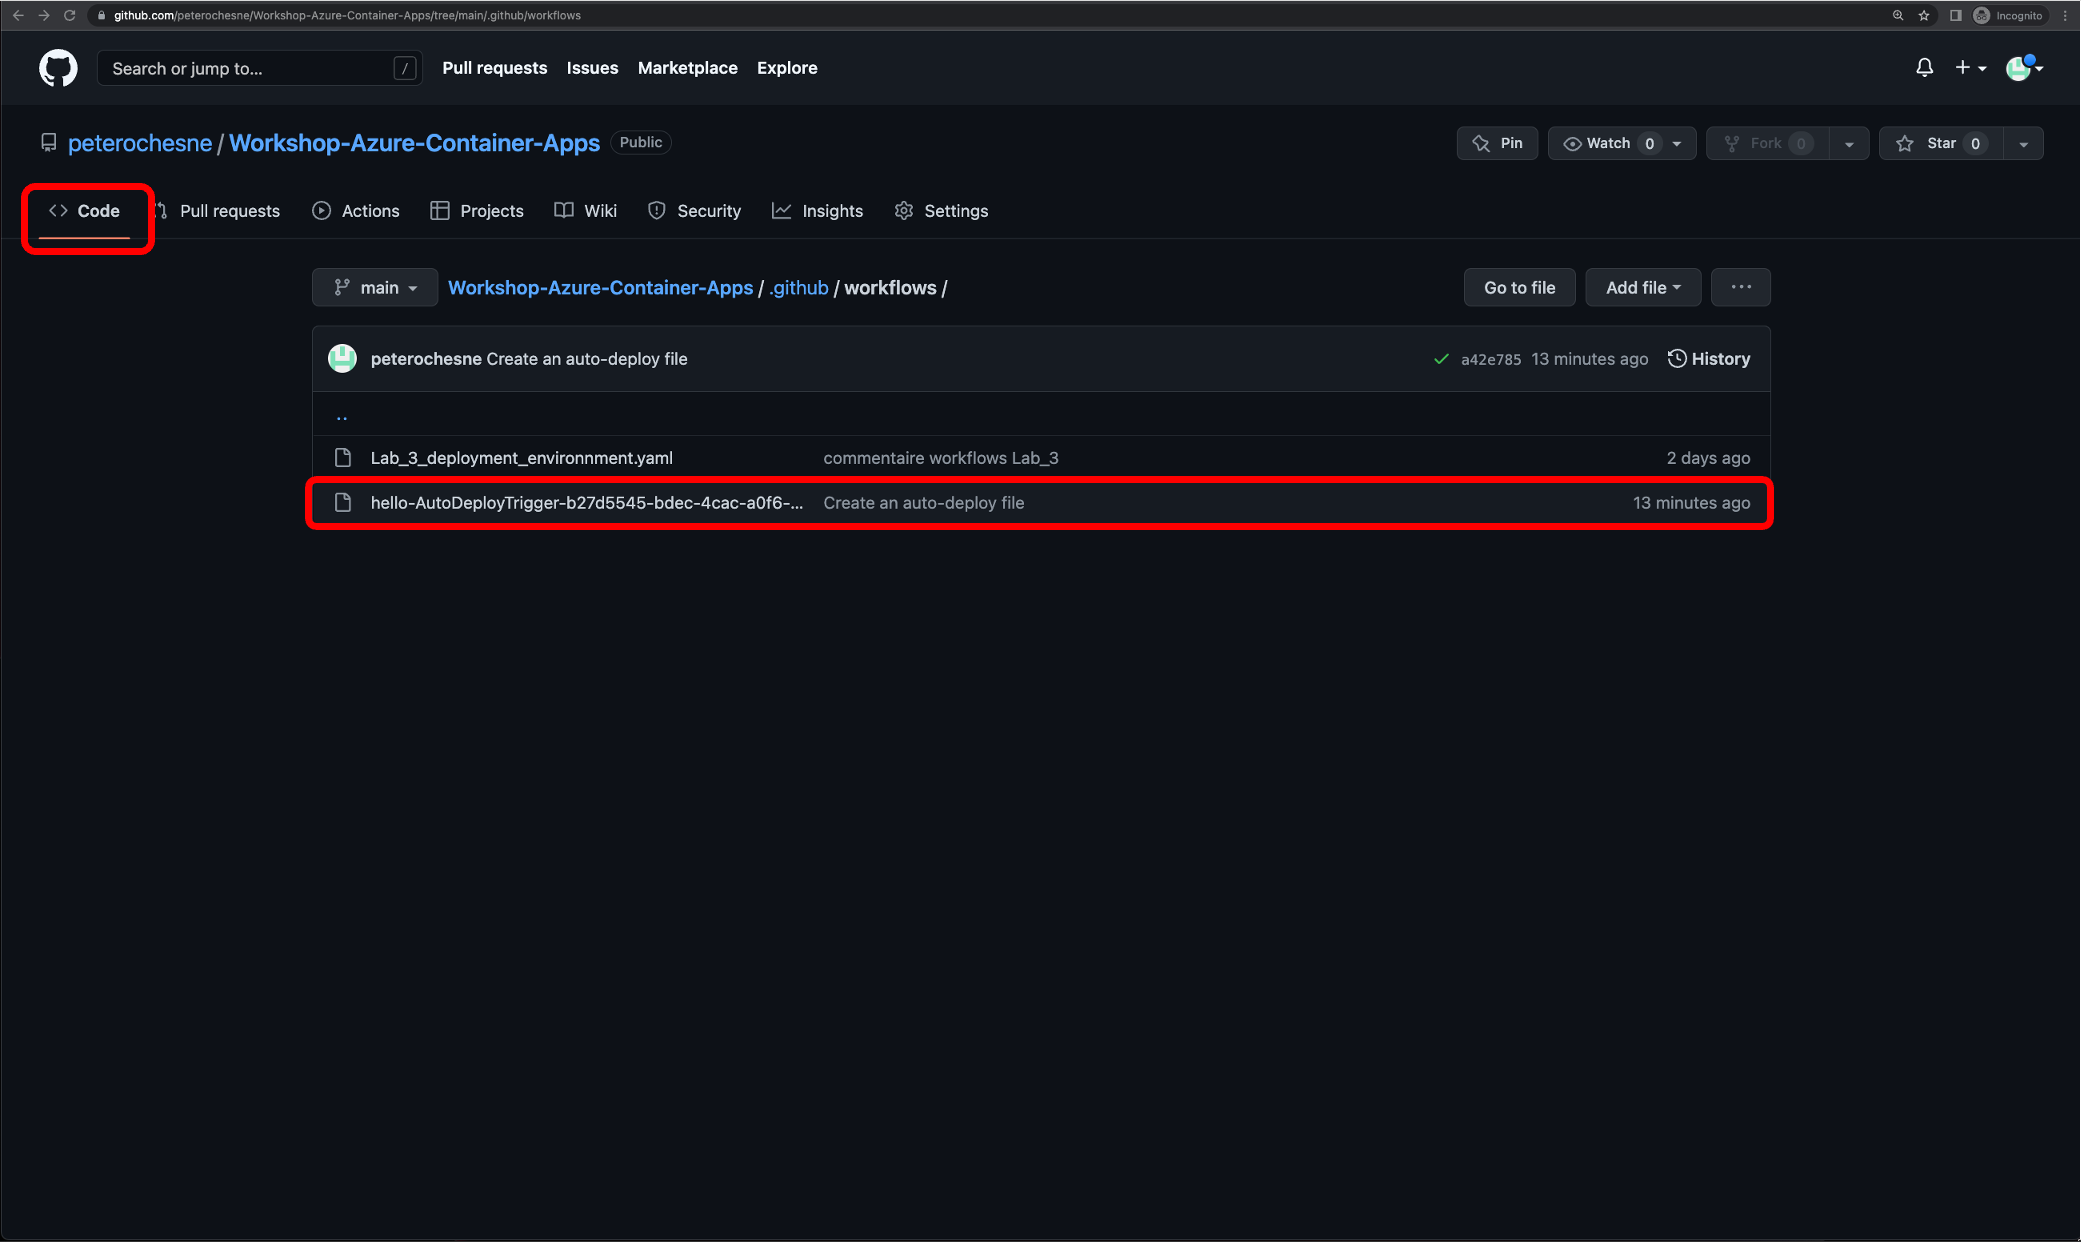 github.com/peterochesne/Workshop-Azure-Container-Apps/tree/main/.github/workflows
Incognito
Search or jump to... /
Pull requests Issues Marketplace Explore
peterochesne / Workshop-Azure-Container-Apps Public
Pin Watch 0 Fork 0 Star 0
Code Pull requests Actions Projects Wiki Security Insights Settings
main Workshop-Azure-Container-Apps / .github / workflows /
Go to file Add file ...
peterochesne Create an auto-deploy file a42e785 13 minutes ago History
..
Lab_3_deployment_environnment.yaml commentaire workflows Lab_3 2 days ago
hello-AutoDeployTrigger-b27d5545-bdec-4cac-a0f6-... Create an auto-deploy file 13 minutes ago